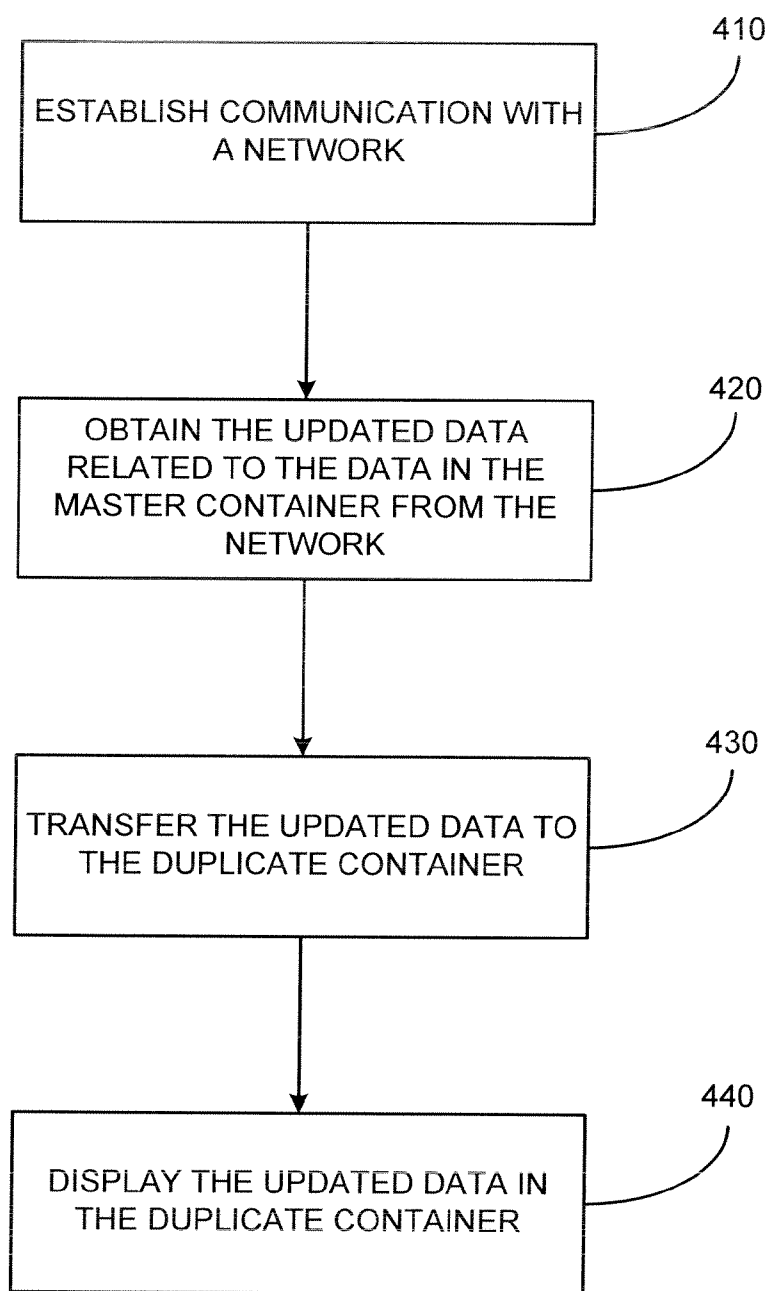 410
ESTABLISH COMMUNICATION WITH
A NETWORK
420
OBTAIN THE UPDATED DATA
RELATED TO THE DATA IN THE
MASTER CONTAINER FROM THE
NETWORK
430
TRANSFER THE UPDATED DATA TO
THE DUPLICATE CONTAINER
440
DISPLAY THE UPDATED DATA IN
THE DUPLICATE CONTAINER